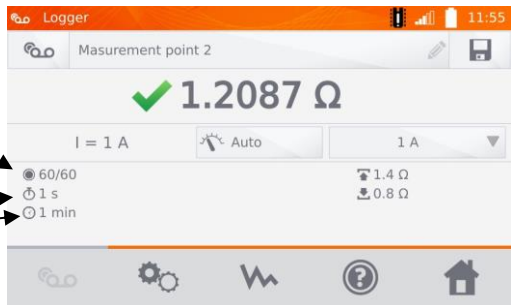 Logger 11:55
Masurement point 2
1.2087 Ω
I = 1 A Auto 1 A
60/60 1.4 Ω
1 s 0.8 Ω
1 min